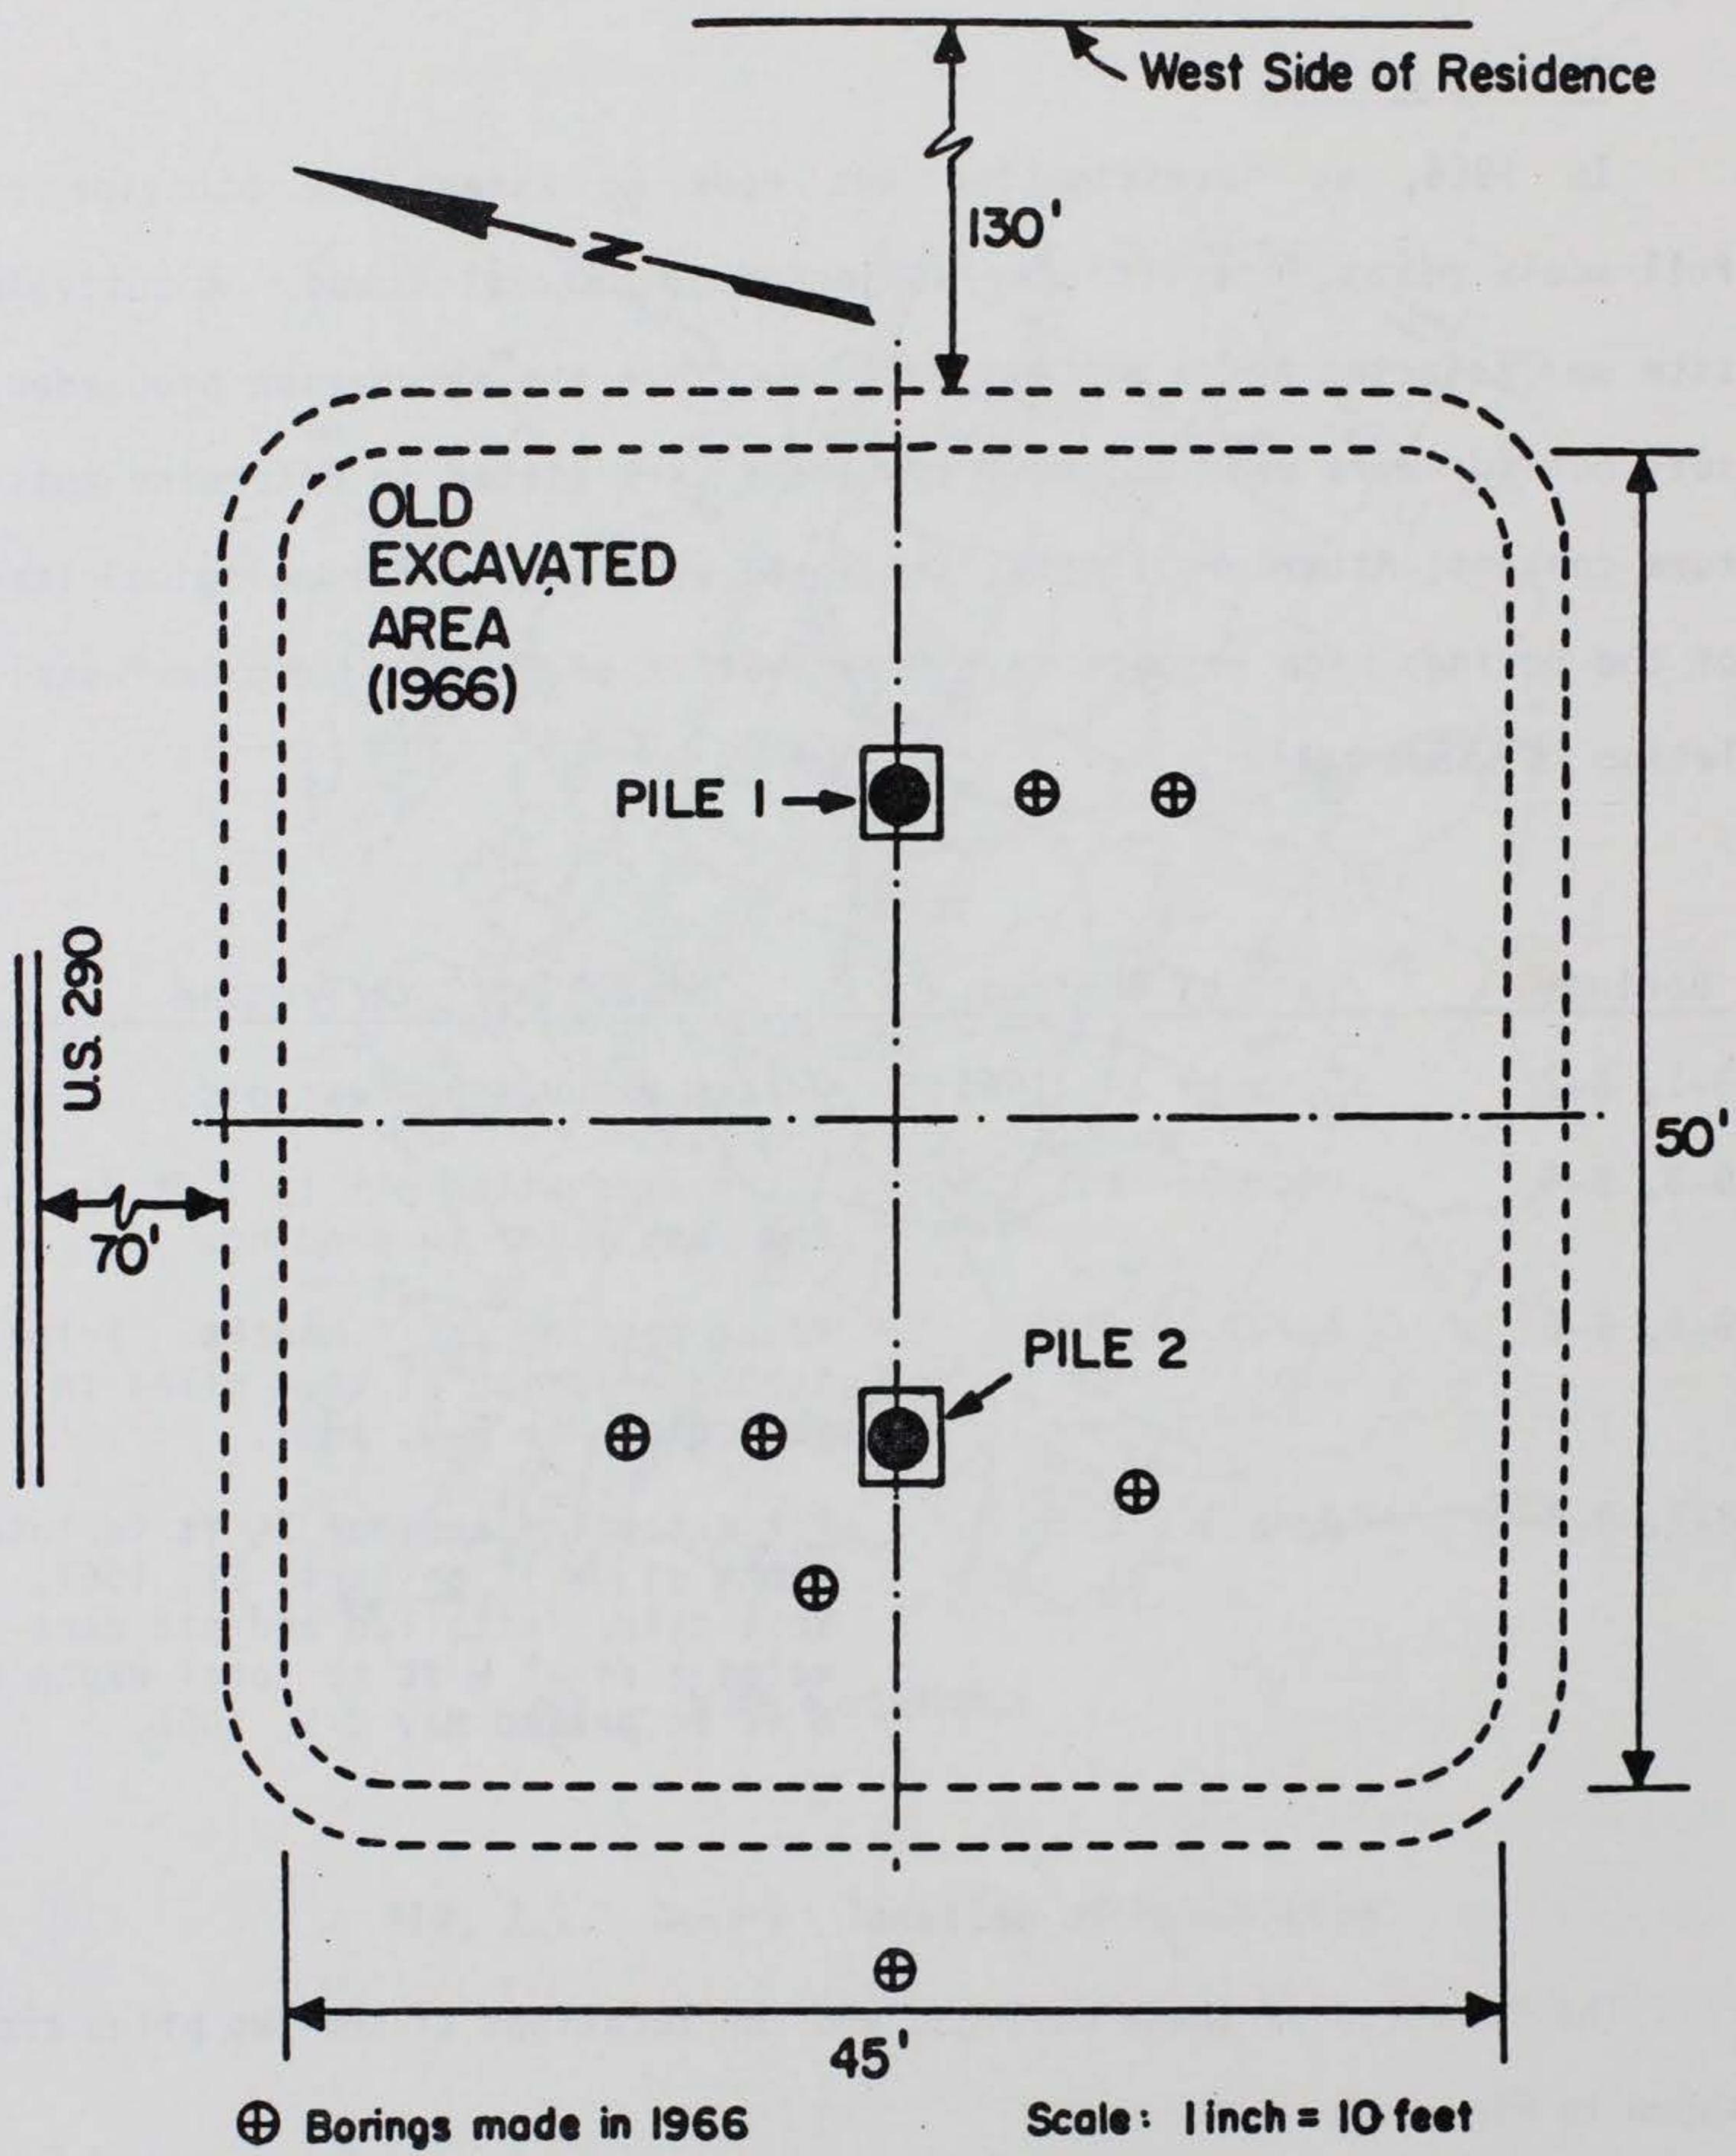 West Side of Residence
N
130'
OLD
EXCAVATED
AREA
(1966)
PILE 1
U.S. 290
50'
70'
PILE 2
45'
⊕ Borings made in 1966
Scale: 1 inch = 10 feet